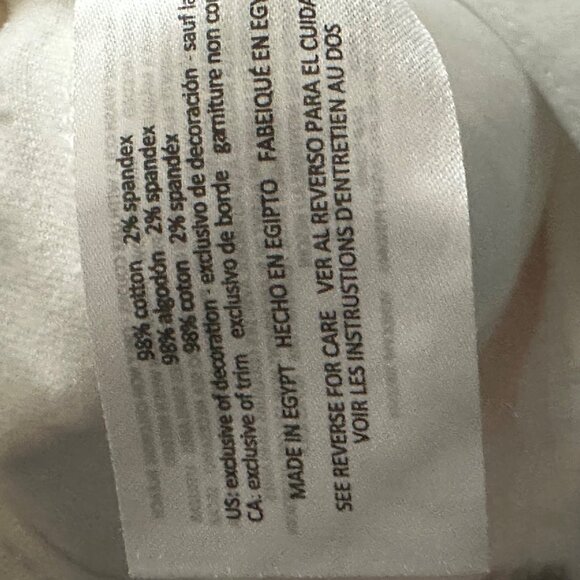 98% cotton 2% spandex
98% algodón 2% spandex
98% coton 2% spandéx
US: exclusive of decoration · exclusivo de decoración · sauf la
CA: exclusive of trim exclusivo de borde garniture non co
MADE IN EGYPT HECHO EN EGIPTO FABEIQUÉ EN EGY
SEE REVERSE FOR CARE VER AL REVERSO PARA EL CUIDA
VOIR LES INSTRUSTIONS D'ENTRETIEN AU DOS